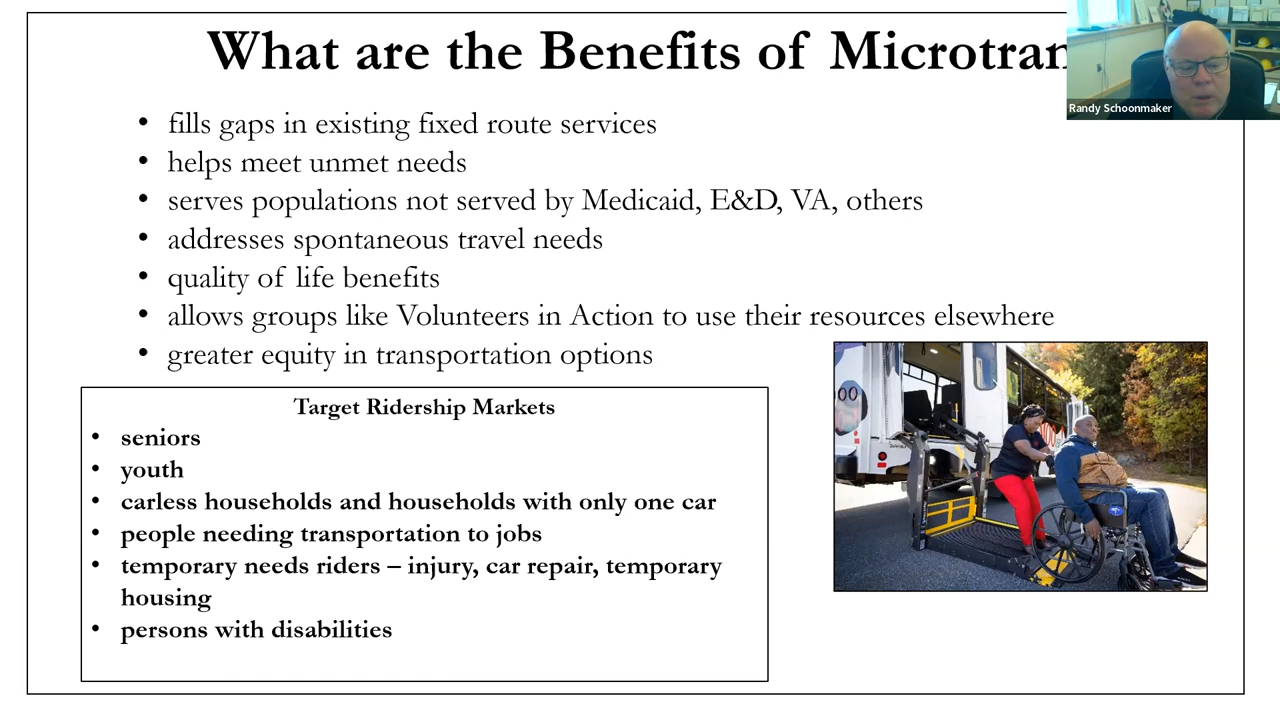 What are the Benefits of Microtran
Randy Schoonmaker
• fills gaps in existing fixed route services
• helps meet unmet needs
• serves populations not served by Medicaid, E&D, VA, others
• addresses spontaneous travel needs
• quality of life benefits
• allows groups like Volunteers in Action to use their resources elsewhere
• greater equity in transportation options
Target Ridership Markets
• seniors
• youth
• carless households and households with only one car
• people needing transportation to jobs
• temporary needs riders – injury, car repair, temporary
housing
• persons with disabilities